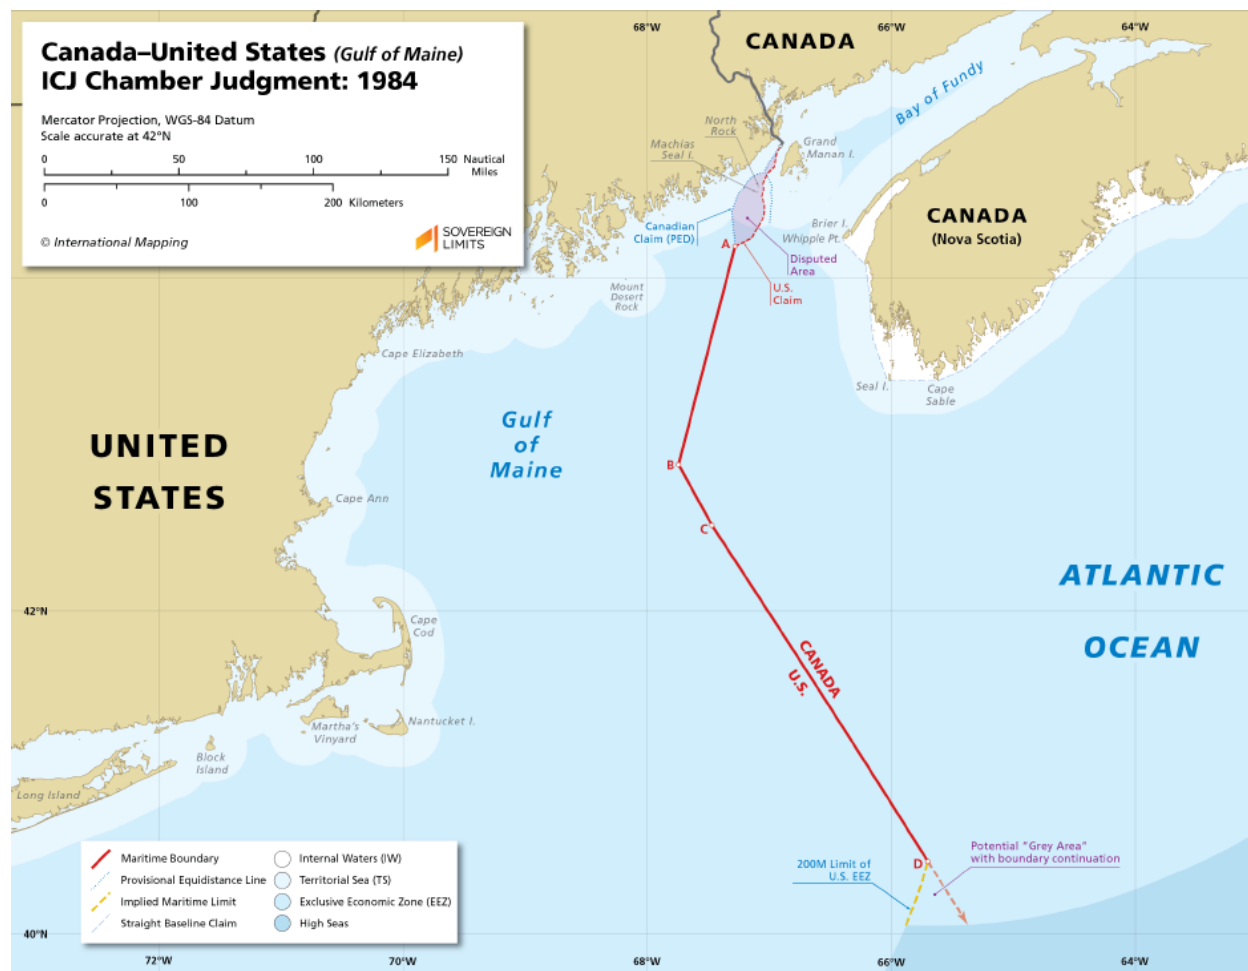 Canada–United States (Gulf of Maine)
ICJ Chamber Judgment: 1984
Mercator Projection, WGS-84 Datum
Scale accurate at 42°N
0 50 100 150 Nautical
Miles
0 100 200 Kilometers
© International Mapping
SOVEREIGN
LIMITS
68°W
66°W
64°W
CANADA
Bay of Fundy
North
Rock
Machias
Seal I.
Grand
Manan I.
Canadian
Claim (PED)
Brier I.
Whipple Pt.
CANADA
(Nova Scotia)
A
Disputed
Area
U.S.
Claim
Mount
Desert
Rock
Cape Elizabeth
Seal I.
Cape
Sable
Gulf
of
Maine
UNITED
STATES
B
Cape Ann
C
ATLANTIC
OCEAN
42°N
Cape
Cod
CANADA
U.S.
Martha's
Vinyard
Nantucket I.
Block
Island
Long Island
D
200M Limit of
U.S. EEZ
Potential "Grey Area"
with boundary continuation
Maritime Boundary
Provisional Equidistance Line
Implied Maritime Limit
Straight Baseline Claim
Internal Waters (IW)
Territorial Sea (TS)
Exclusive Economic Zone (EEZ)
High Seas
40°N
72°W
70°W
68°W
66°W
64°W